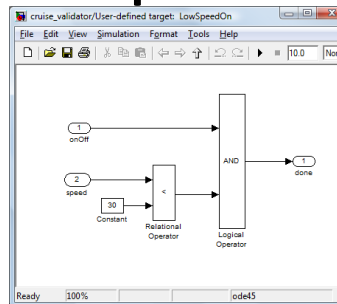 cruise_validator/User-defined target: LowSpeedOn
File Edit View Simulation Format Tools Help
10.0 Nor
1
onOff
2
speed
30
Constant
<
Relational
Operator
AND
Logical
Operator
1
done
Ready 100% ode45